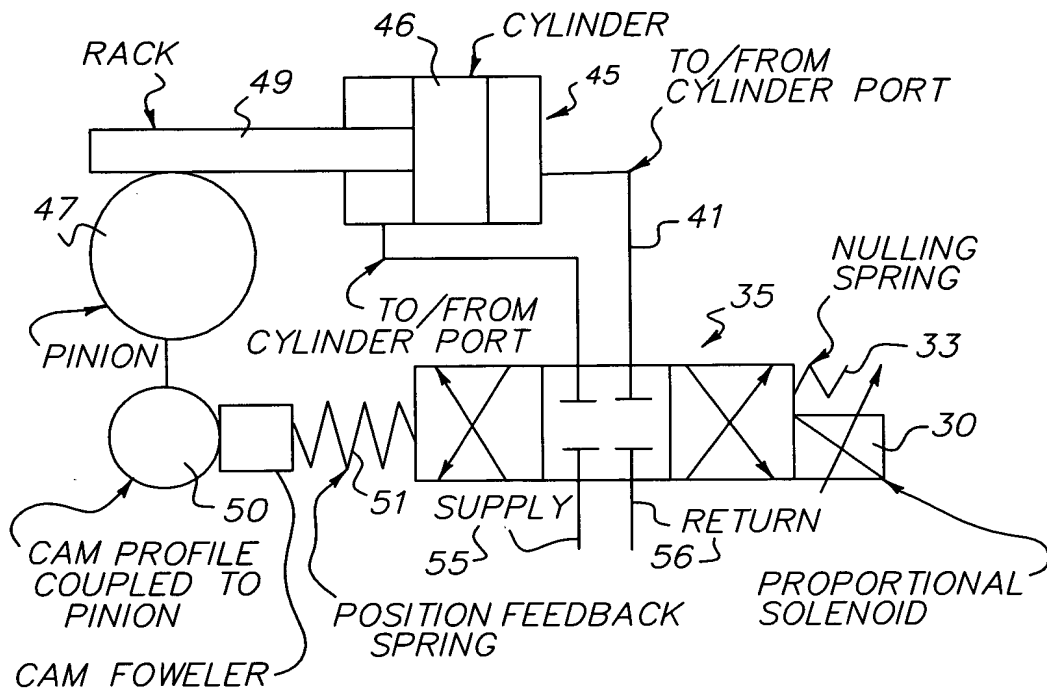 RACK
49
46
CYLINDER
45
TO/FROM
CYLINDER PORT
47
41
PINION
TO/FROM
CYLINDER PORT
35
NULLING
SPRING
33
30
50
51
SUPPLY
55
RETURN
56
CAM PROFILE
COUPLED TO
PINION
POSITION FEEDBACK
SPRING
PROPORTIONAL
SOLENOID
CAM FOWELER